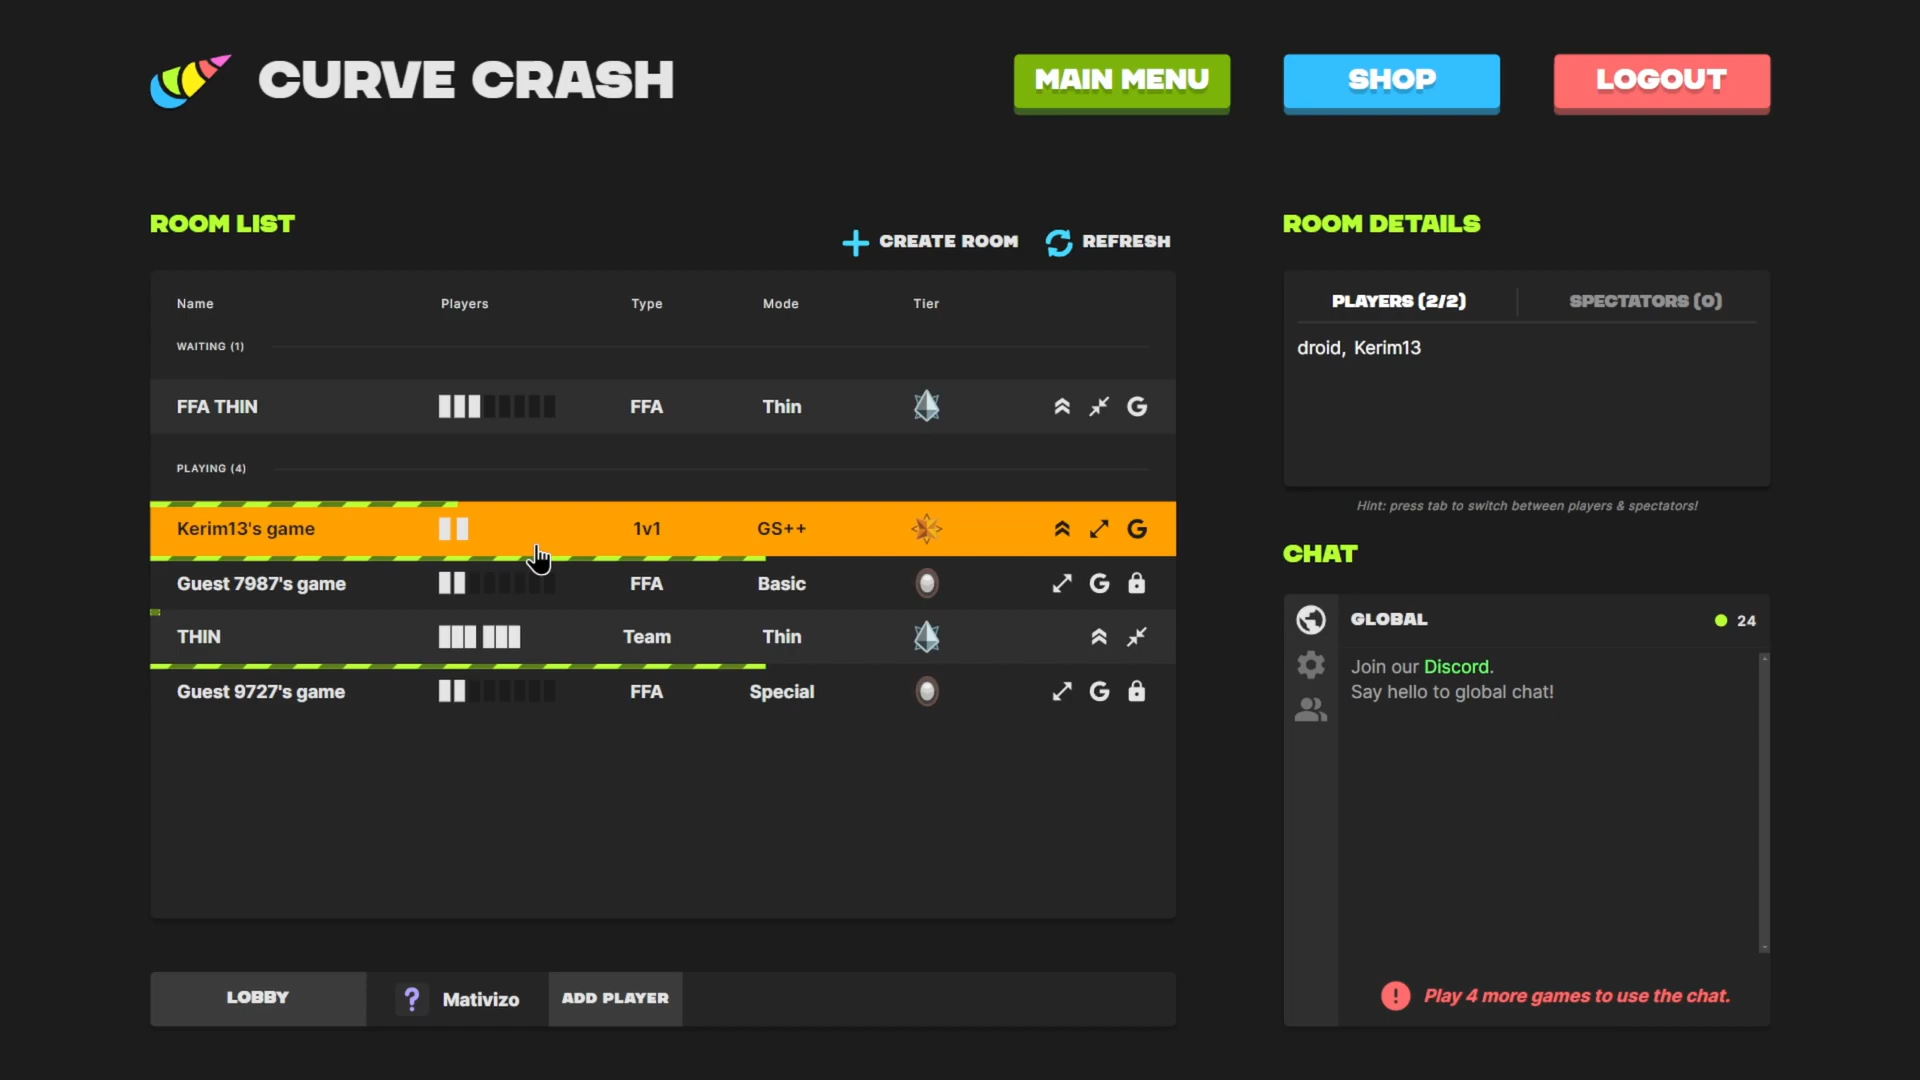 CURVE CRASH
MAIN MENU
SHOP
LOGOUT
ROOM LIST
CREATE ROOM
REFRESH
Name Players Type Mode Tier
WAITING (1)
FFA THIN FFA Thin
PLAYING (4)
Kerim13's game 1v1 GS++
Guest 7987's game FFA Basic
THIN Team Thin
Guest 9727's game FFA Special
LOBBY
? Mativizo
ADD PLAYER
ROOM DETAILS
PLAYERS (2/2) SPECTATORS (0)
droid, Kerim13
Hint: press tab to switch between players & spectators!
CHAT
GLOBAL 24
Join our Discord.
Say hello to global chat!
Play 4 more games to use the chat.